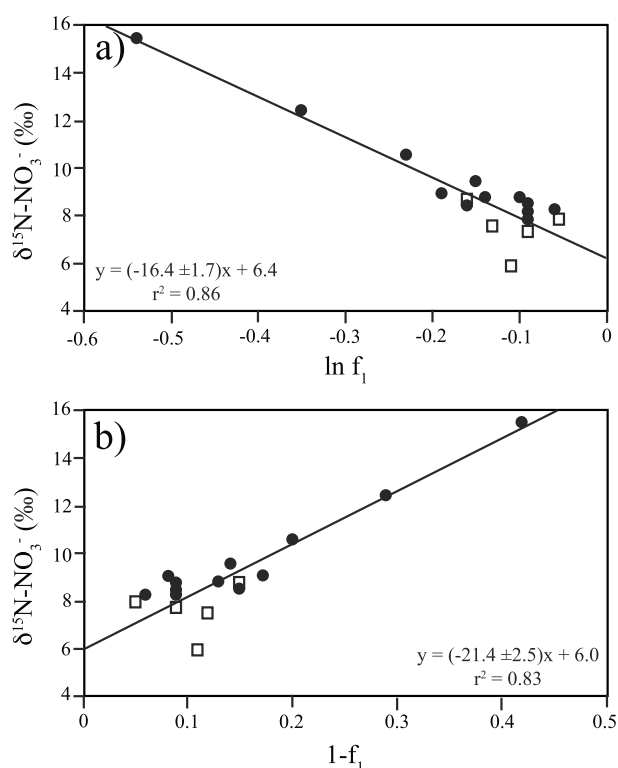 a)
16
14
12
10
8
6
4
δ¹⁵N-NO₃⁻ (‰)
y = (-16.4 ±1.7)x + 6.4
r² = 0.86
-0.6 -0.5 -0.4 -0.3 -0.2 -0.1 0
ln f₁
b)
16
14
12
10
8
6
4
δ¹⁵N-NO₃⁻ (‰)
y = (-21.4 ±2.5)x + 6.0
r² = 0.83
0 0.1 0.2 0.3 0.4 0.5
1-f₁